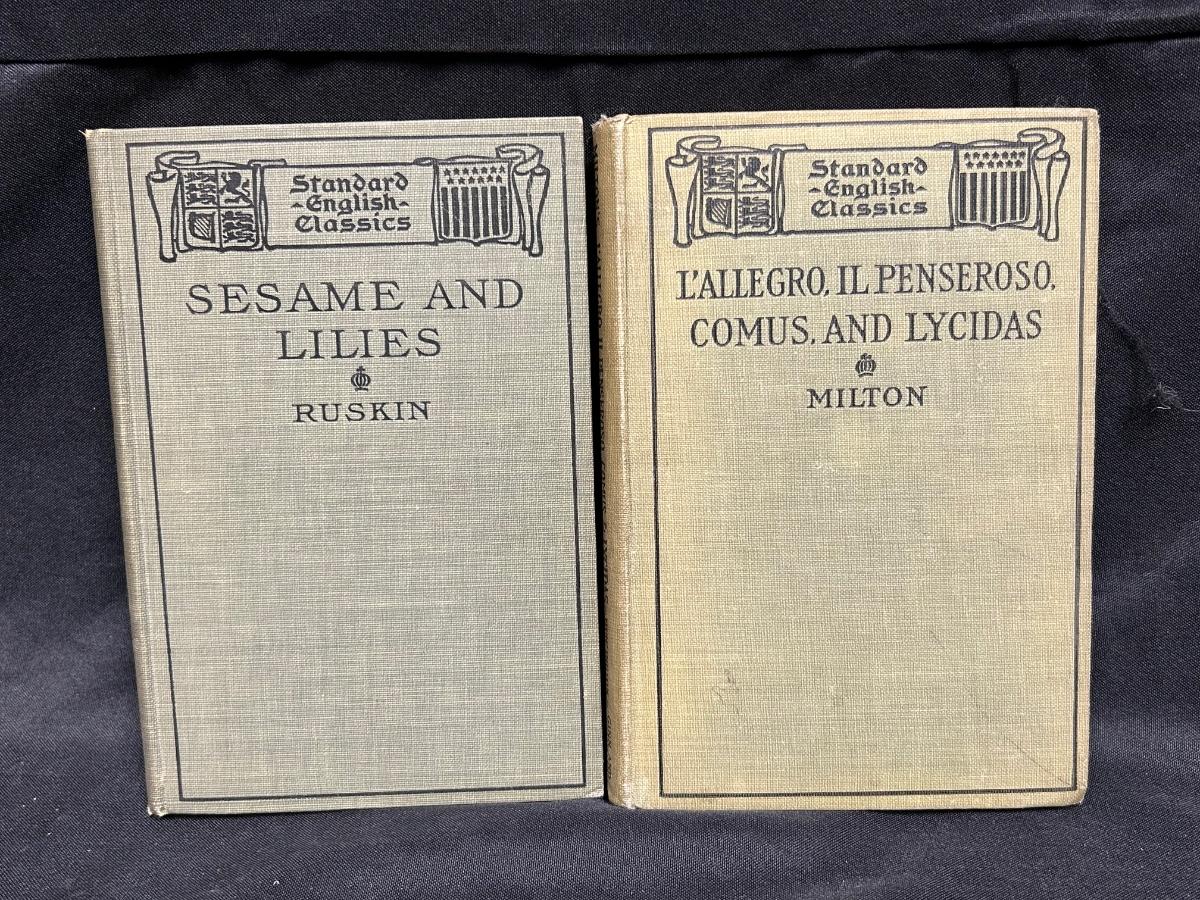 Standard
-English-
Classics
SESAME AND
LILIES
RUSKIN
Standard
-English-
Classics
L'ALLEGRO, IL PENSEROSO,
COMUS, AND LYCIDAS
MILTON